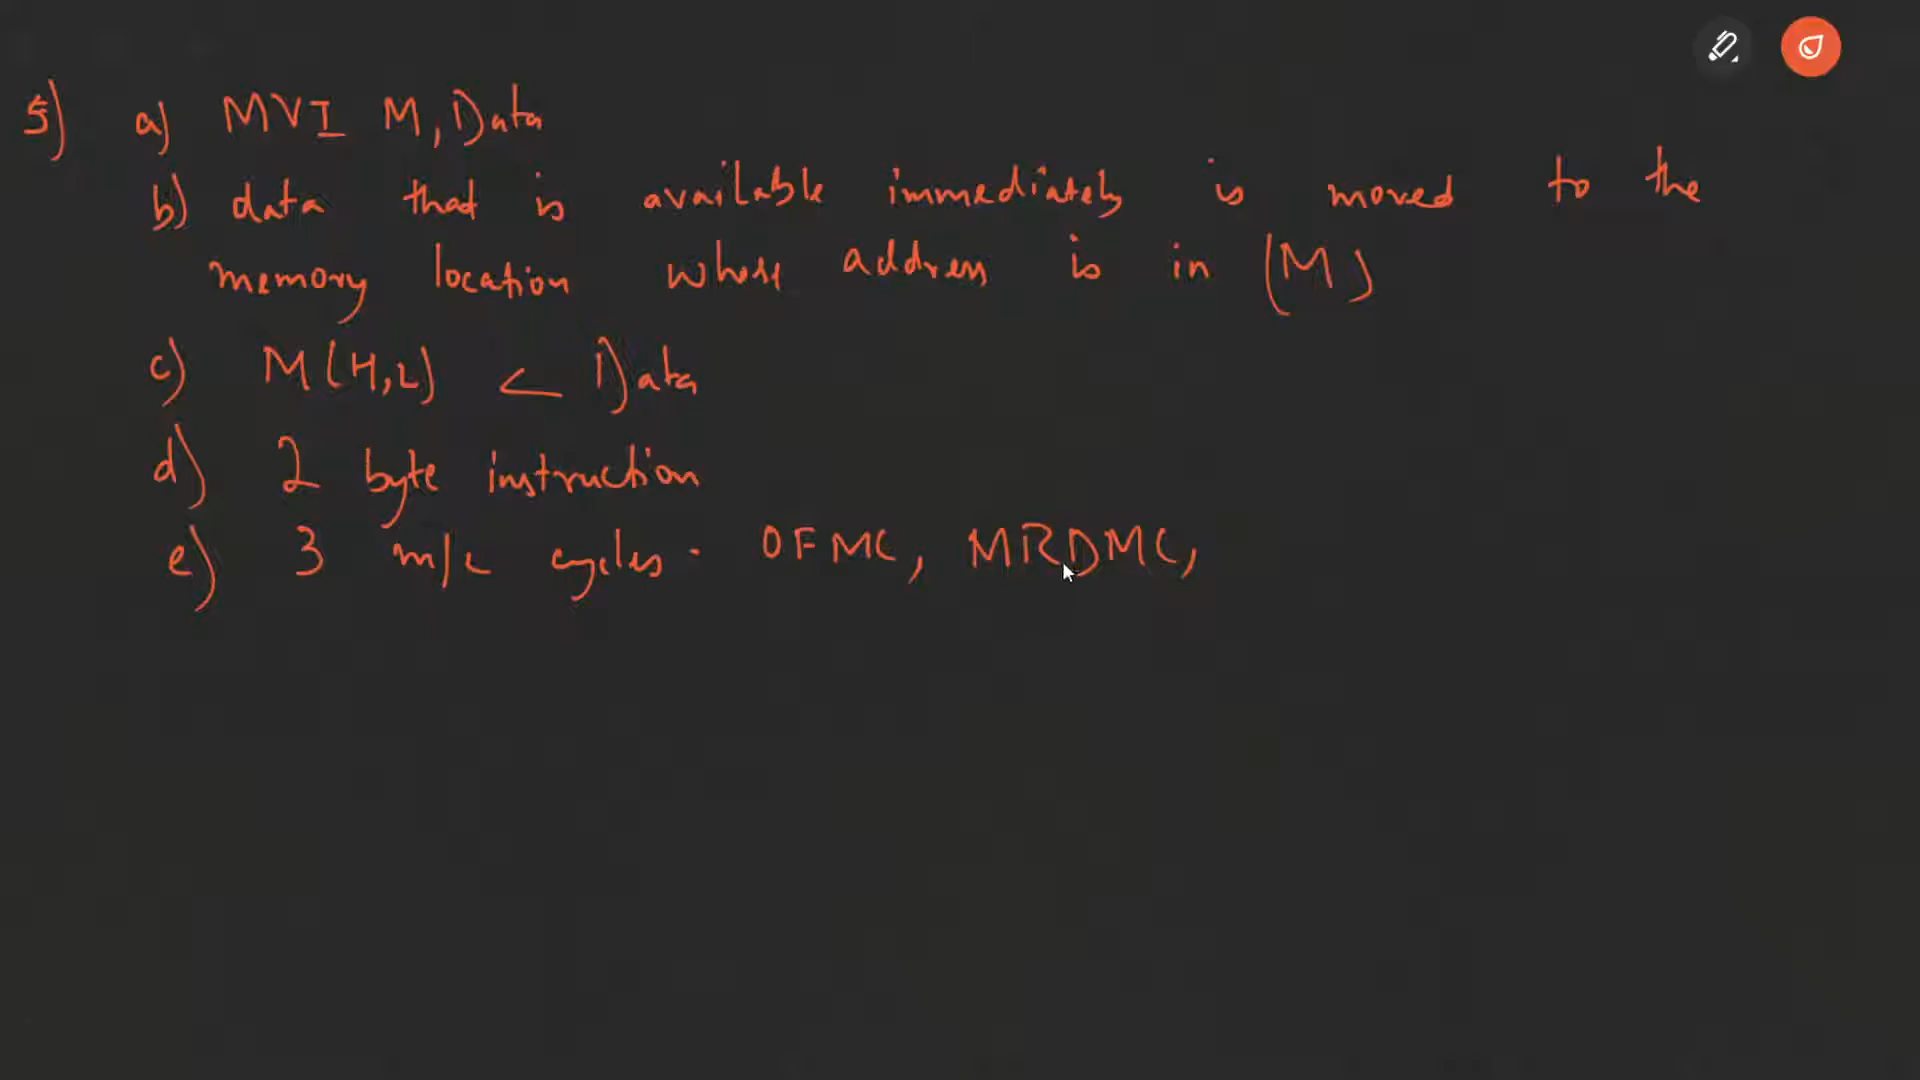 5) a) MVI M, Data
b) data that is available immediately is moved to the
memory location whose address is in (M)
c) M(H,L) < Data
d) 2 byte instruction
e) 3 m/c cycles. OFMC, MRDMC,